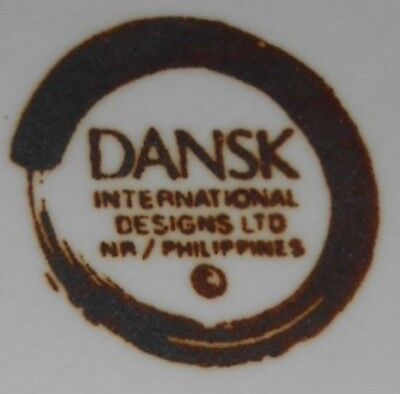 DANSK
INTERNATIONAL
DESIGNS LTD
NR / PHILIPPINES
©